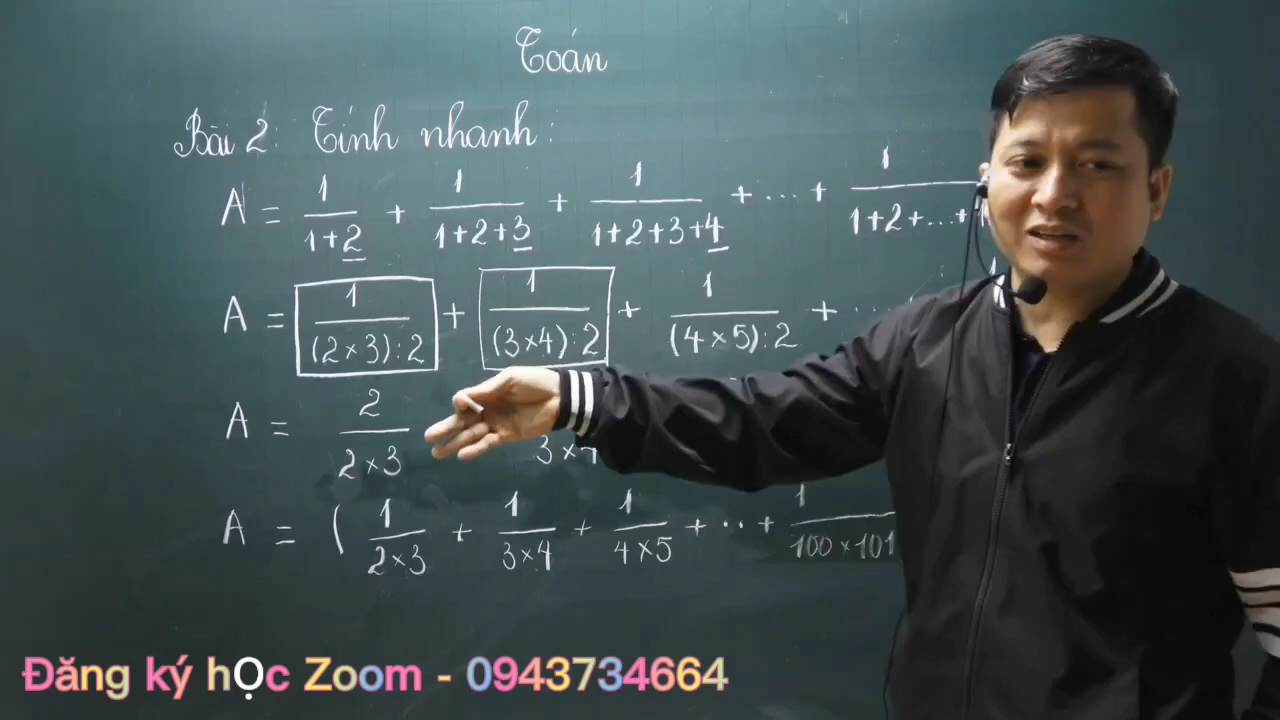 Toán
Bài 2: Tính nhanh:
A = 1/(1+2) + 1/(1+2+3) + 1/(1+2+3+4) + ... + 1/(1+2+...+
A = 1/((2×3):2) + 1/((3×4):2) + 1/((4×5):2) + ..
A = 2/(2×3) 3×
A = ( 1/(2×3) + 1/(3×4) + 1/(4×5) + .. + 1/(100×101)
Đăng ký hỌc Zoom - 0943734664